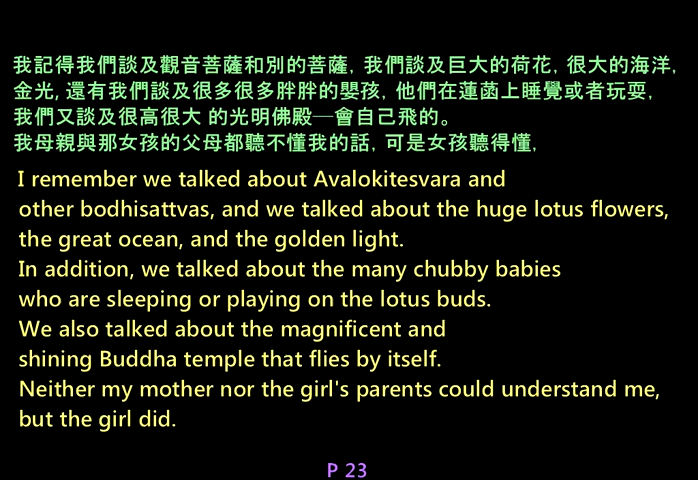 我記得我們談及觀音菩薩和別的菩薩, 我們談及巨大的荷花, 很大的海洋,
金光, 還有我們談及很多很多胖胖的嬰孩, 他們在蓮菡上睡覺或者玩耍,
我們又談及很高很大 的光明佛殿─會自己飛的。
我母親與那女孩的父母都聽不懂我的話, 可是女孩聽得懂,
I remember we talked about Avalokitesvara and
other bodhisattvas, and we talked about the huge lotus flowers,
the great ocean, and the golden light.
In addition, we talked about the many chubby babies
who are sleeping or playing on the lotus buds.
We also talked about the magnificent and
shining Buddha temple that flies by itself.
Neither my mother nor the girl's parents could understand me,
but the girl did.
P 23